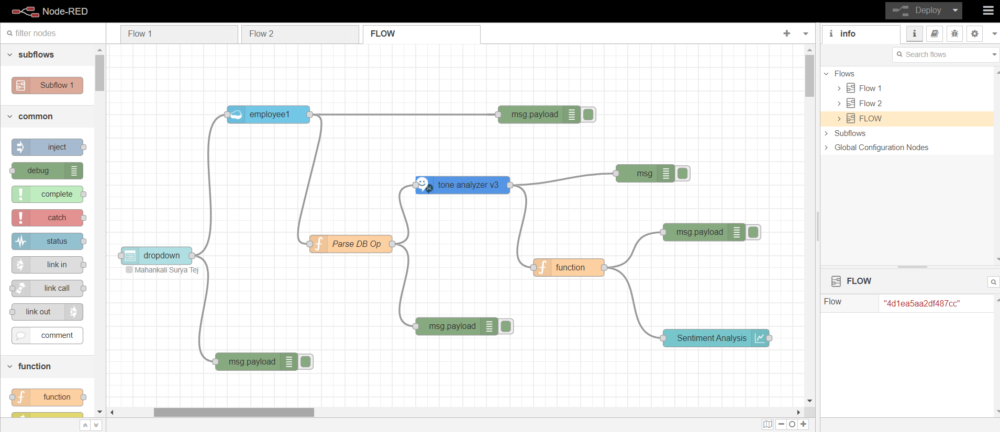 Node-RED
Deploy
filter nodes
Flow 1
Flow 2
FLOW
info
Search flows
subflows
Subflow 1
common
inject
debug
complete
catch
status
link in
link call
link out
comment
function
function
employee1
msg.payload
tone analyzer v3
msg
Parse DB Op
msg.payload
dropdown
Mahankali Surya Tej
function
msg.payload
Sentiment Analysis
msg.payload
Flows
Flow 1
Flow 2
FLOW
Subflows
Global Configuration Nodes
FLOW
Flow "4d1ea5aa2df487cc"